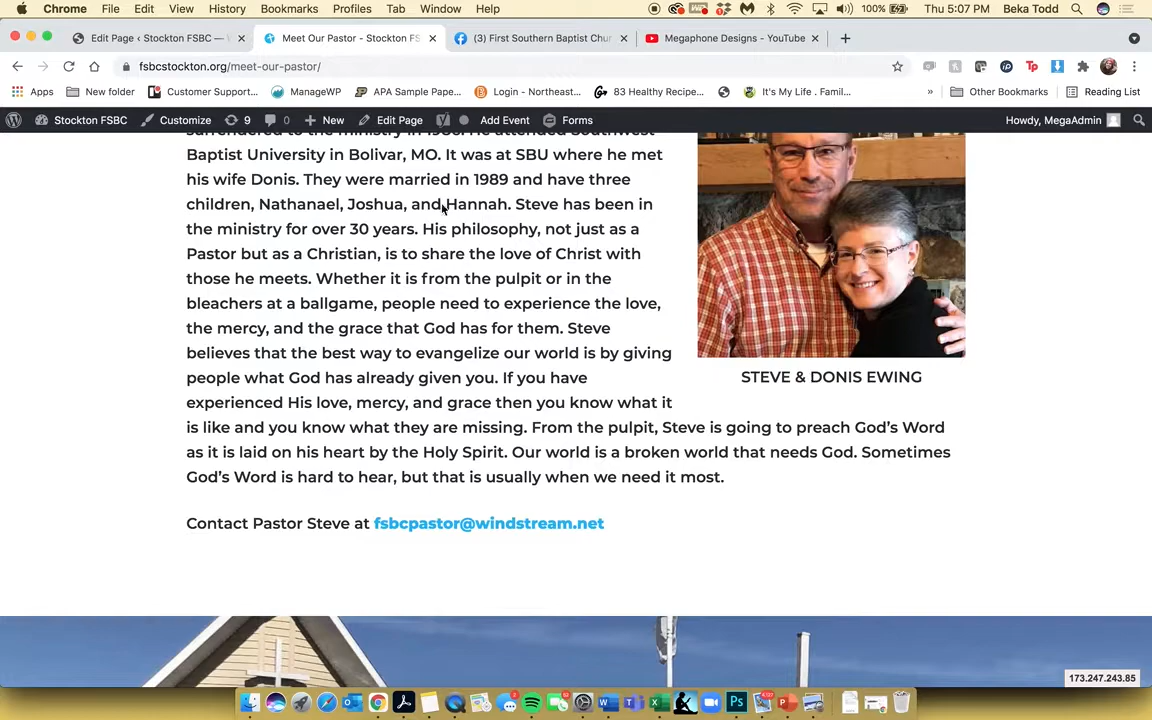 Chrome File Edit View History Bookmarks Profiles Tab Window Help 100% Thu 5:07 PM Beka Todd
Edit Page ‹ Stockton FSBC — Meet Our Pastor - Stockton FS (3) First Southern Baptist Chur Megaphone Designs - YouTube
fsbcstockton.org/meet-our-pastor/
Apps New folder Customer Support... ManageWP APA Sample Pape... Login - Northeast... 83 Healthy Recipe... It's My Life . Famil... » Other Bookmarks Reading List
Stockton FSBC Customize 9 0 New Edit Page Add Event Forms Howdy, MegaAdmin
surrendered to the ministry in 1980. He attended Southwest
Baptist University in Bolivar, MO. It was at SBU where he met
his wife Donis. They were married in 1989 and have three
children, Nathanael, Joshua, and Hannah. Steve has been in
the ministry for over 30 years. His philosophy, not just as a
Pastor but as a Christian, is to share the love of Christ with
those he meets. Whether it is from the pulpit or in the
bleachers at a ballgame, people need to experience the love,
the mercy, and the grace that God has for them. Steve
believes that the best way to evangelize our world is by giving
people what God has already given you. If you have
experienced His love, mercy, and grace then you know what it
is like and you know what they are missing. From the pulpit, Steve is going to preach God's Word
as it is laid on his heart by the Holy Spirit. Our world is a broken world that needs God. Sometimes
God's Word is hard to hear, but that is usually when we need it most.
STEVE & DONIS EWING
Contact Pastor Steve at fsbcpastor@windstream.net
173.247.243.85